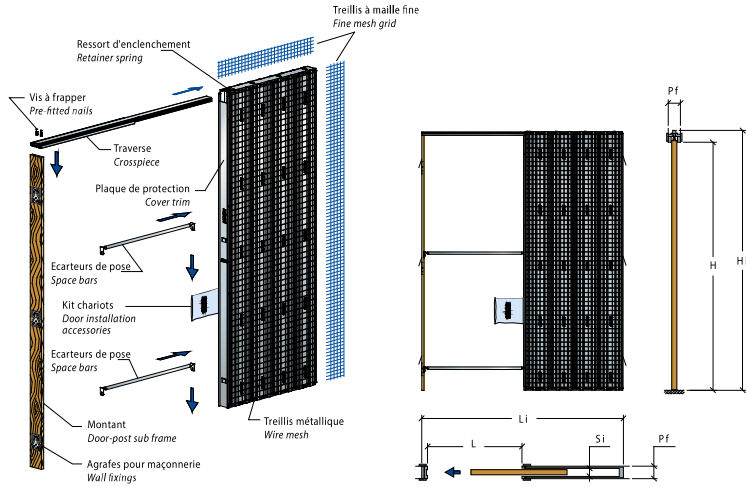 Treillis à maille fine
Fine mesh grid
Ressort d'enclenchement
Retainer spring
Vis à frapper
Pre-fitted nails
Traverse
Crosspiece
Plaque de protection
Cover trim
Ecarteurs de pose
Space bars
Kit chariots
Door installation
accessories
Ecarteurs de pose
Space bars
Montant
Door-post sub frame
Treillis métallique
Wire mesh
Agrafes pour maçonnerie
Wall fixings
Pf
H
Hi
Li
L
Si
Pf